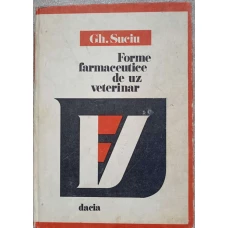 Gh. Suciu
Forme
farmaceutice
de uz
veterinar
dacia